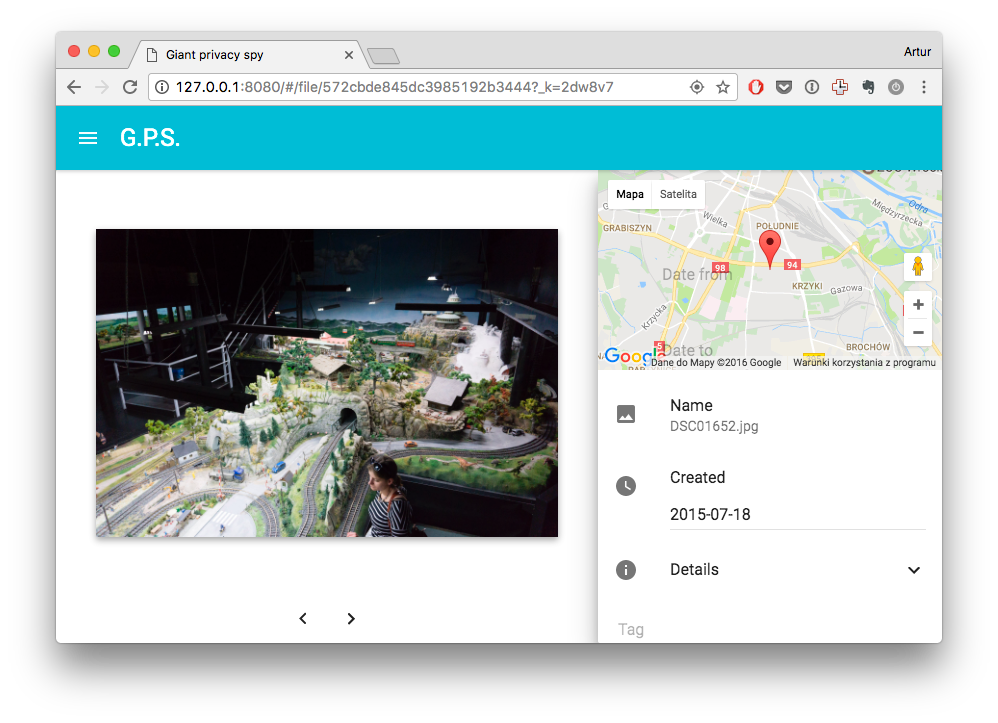 Giant privacy spy
Artur
127.0.0.1:8080/#/file/572cbde845dc3985192b3444?_k=2dw8v7
G.P.S.
Mapa
Satelita
Odra
Międzyrzecka
Wielka
GRABISZYN
POŁUDNIE
98
94
Date from
KRZYKI
Gazowa
Krzycka
BROCHÓW
5
Date to
Google
Dane do Mapy ©2016 Google
Warunki korzystania z programu
Name
DSC01652.jpg
Created
2015-07-18
Details
Tag